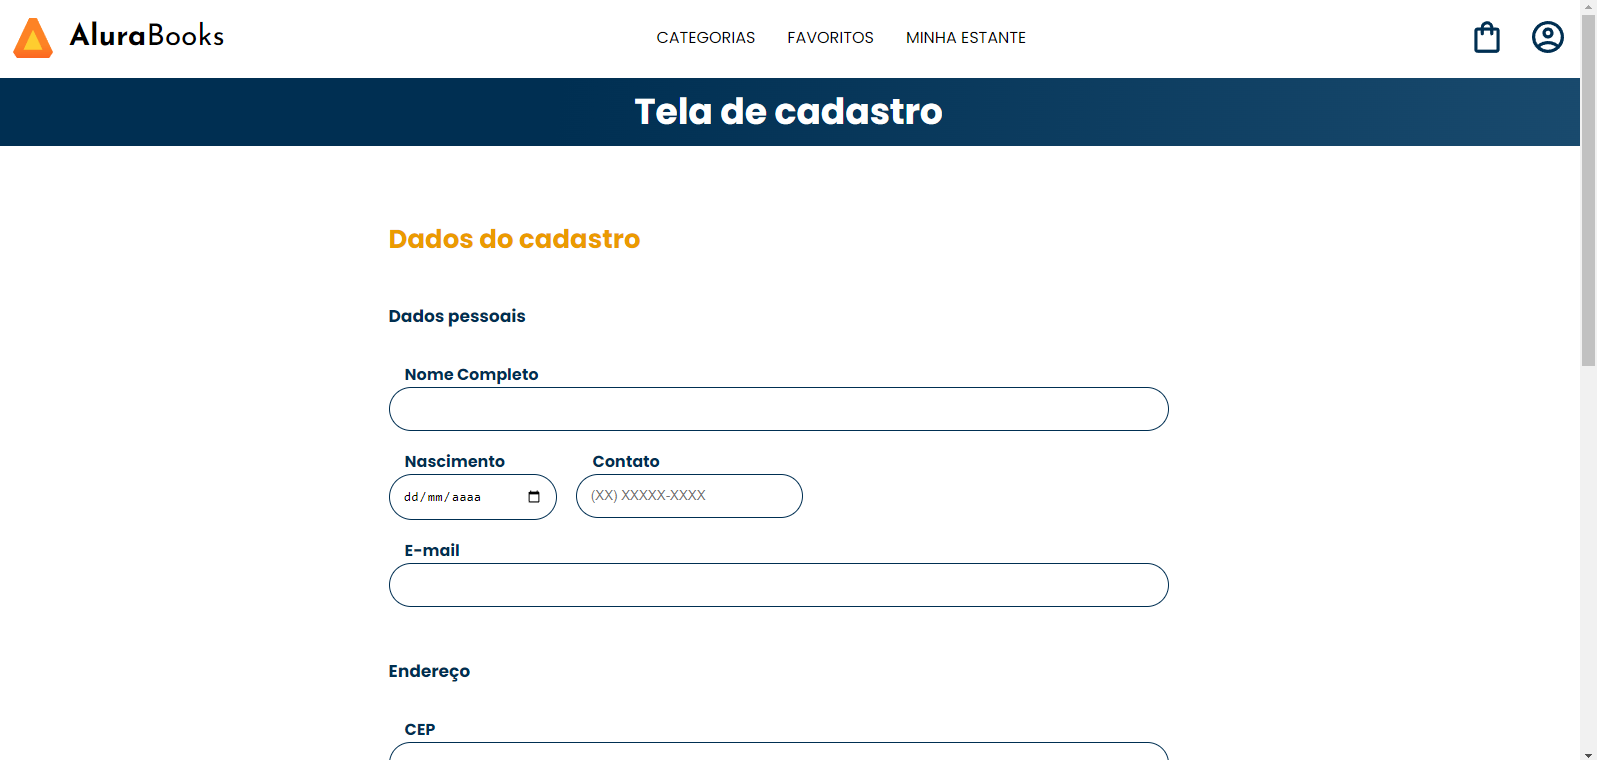 AluraBooks
CATEGORIAS FAVORITOS MINHA ESTANTE
Tela de cadastro
Dados do cadastro
Dados pessoais
Nome Completo
Nascimento Contato
dd/mm/aaaa (XX) XXXXX-XXXX
E-mail
Endereço
CEP